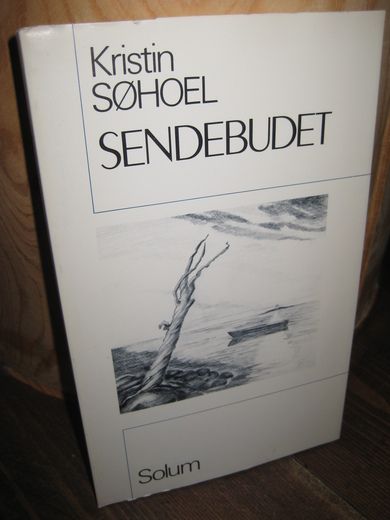 Kristin
SØHOEL
SENDEBUDET
Solum